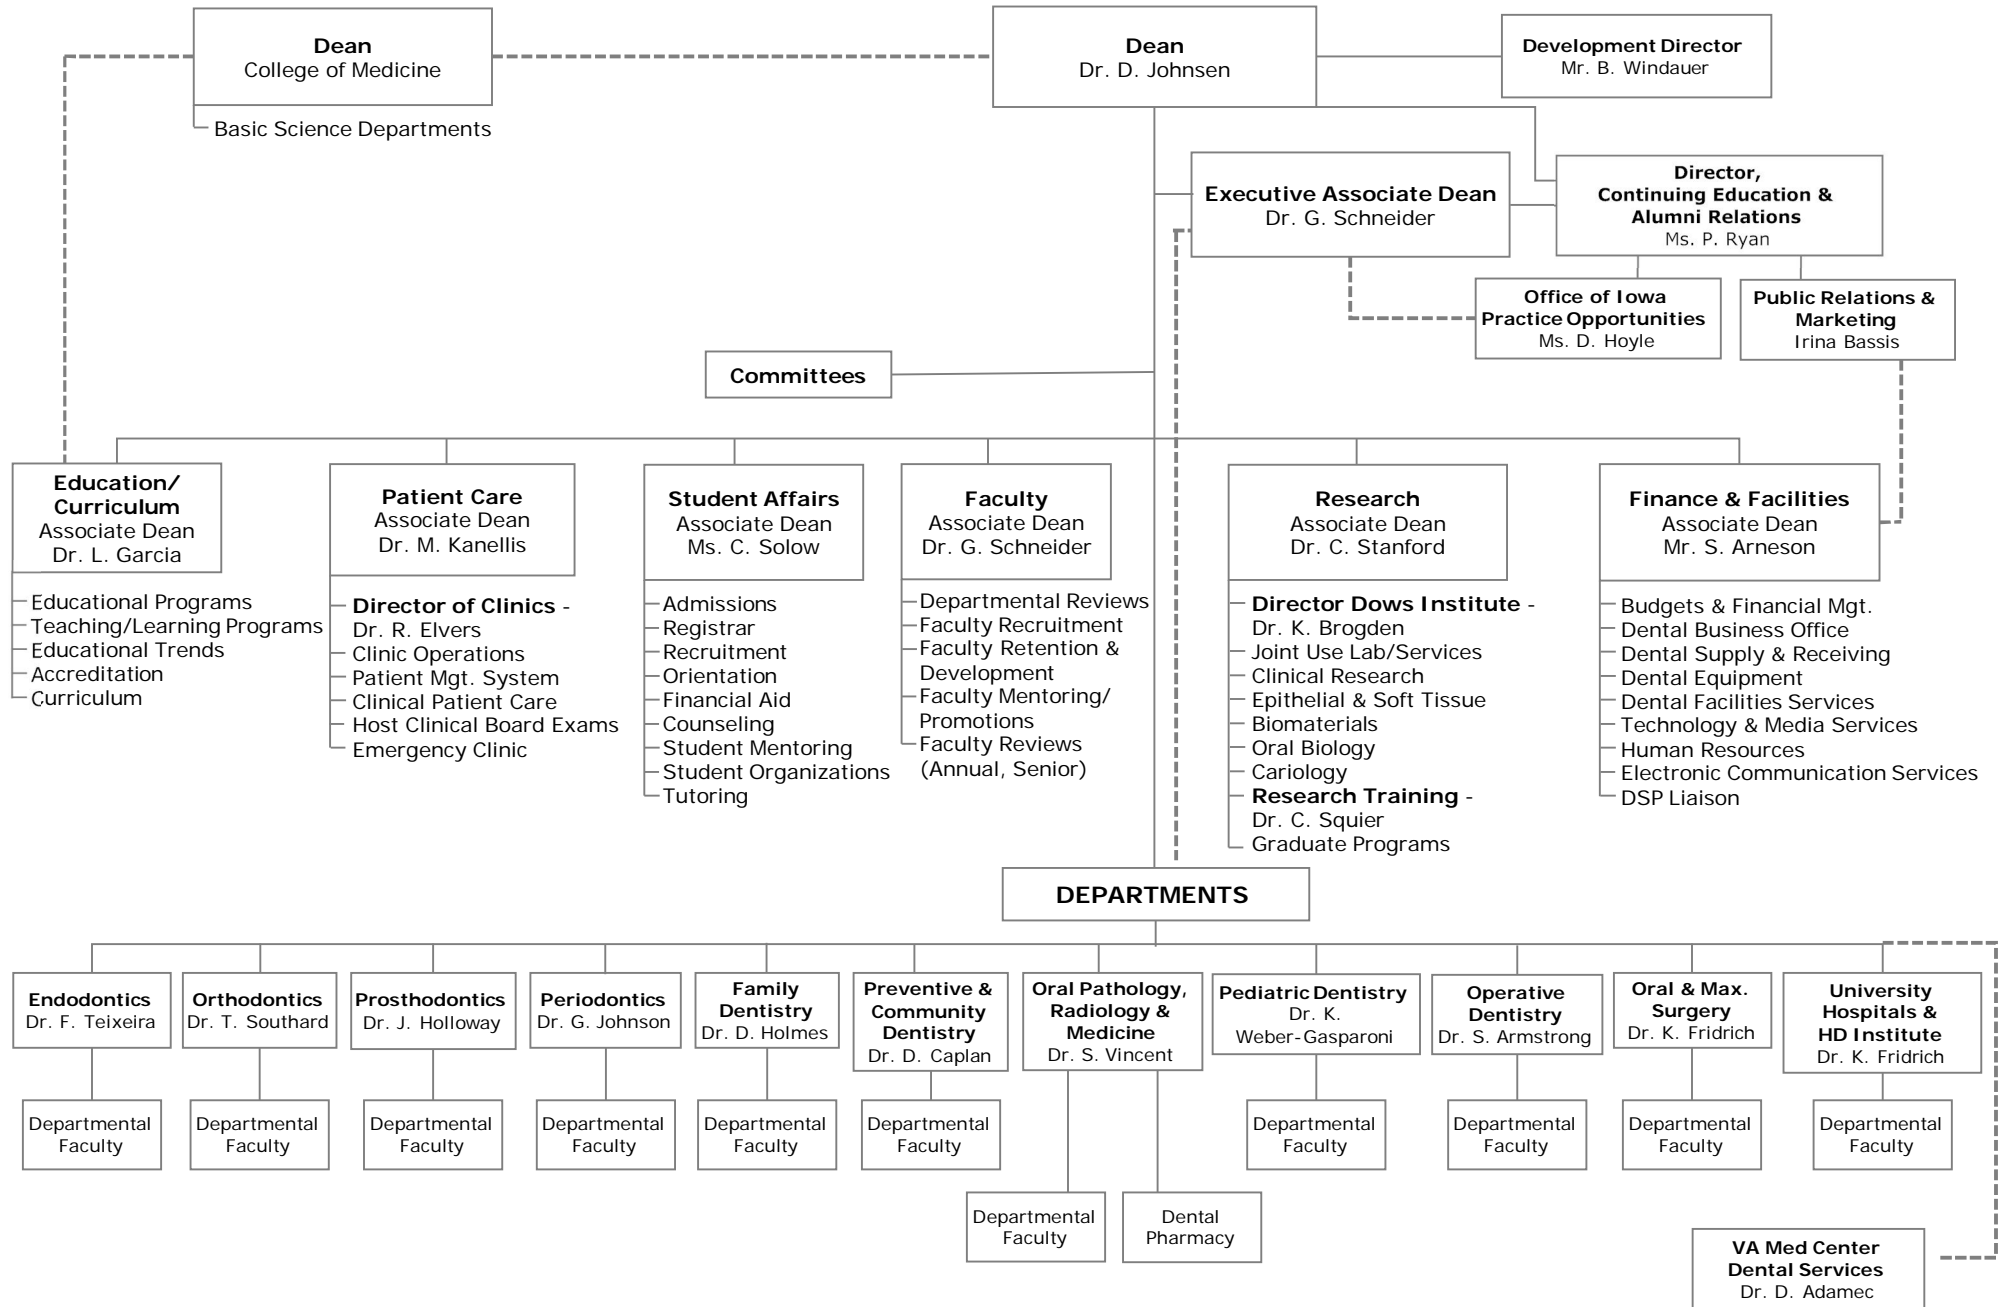 Dean
College of Medicine
Basic Science Departments
Dean
Dr. D. Johnsen
Development Director
Mr. B. Windauer
Executive Associate Dean
Dr. G. Schneider
Director,
Continuing Education &
Alumni Relations
Ms. P. Ryan
Office of Iowa
Practice Opportunities
Ms. D. Hoyle
Public Relations &
Marketing
Irina Bassis
Committees
Education/
Curriculum
Associate Dean
Dr. L. Garcia
Educational Programs
Teaching/Learning Programs
Educational Trends
Accreditation
Curriculum
Patient Care
Associate Dean
Dr. M. Kanellis
Director of Clinics -
Dr. R. Elvers
Clinic Operations
Patient Mgt. System
Clinical Patient Care
Host Clinical Board Exams
Emergency Clinic
Student Affairs
Associate Dean
Ms. C. Solow
Admissions
Registrar
Recruitment
Orientation
Financial Aid
Counseling
Student Mentoring
Student Organizations
Tutoring
Faculty
Associate Dean
Dr. G. Schneider
Departmental Reviews
Faculty Recruitment
Faculty Retention &
Development
Faculty Mentoring/
Promotions
Faculty Reviews
(Annual, Senior)
Research
Associate Dean
Dr. C. Stanford
Director Dows Institute -
Dr. K. Brogden
Joint Use Lab/Services
Clinical Research
Epithelial & Soft Tissue
Biomaterials
Oral Biology
Cariology
Research Training -
Dr. C. Squier
Graduate Programs
Finance & Facilities
Associate Dean
Mr. S. Arneson
Budgets & Financial Mgt.
Dental Business Office
Dental Supply & Receiving
Dental Equipment
Dental Facilities Services
Technology & Media Services
Human Resources
Electronic Communication Services
DSP Liaison
DEPARTMENTS
Endodontics
Dr. F. Teixeira
Departmental
Faculty
Orthodontics
Dr. T. Southard
Departmental
Faculty
Prosthodontics
Dr. J. Holloway
Departmental
Faculty
Periodontics
Dr. G. Johnson
Departmental
Faculty
Family
Dentistry
Dr. D. Holmes
Departmental
Faculty
Preventive &
Community
Dentistry
Dr. D. Caplan
Departmental
Faculty
Oral Pathology,
Radiology &
Medicine
Dr. S. Vincent
Departmental
Faculty
Dental
Pharmacy
Pediatric Dentistry
Dr. K.
Weber-Gasparoni
Departmental
Faculty
Operative
Dentistry
Dr. S. Armstrong
Departmental
Faculty
Oral & Max.
Surgery
Dr. K. Fridrich
Departmental
Faculty
University
Hospitals &
HD Institute
Dr. K. Fridrich
Departmental
Faculty
VA Med Center
Dental Services
Dr. D. Adamec